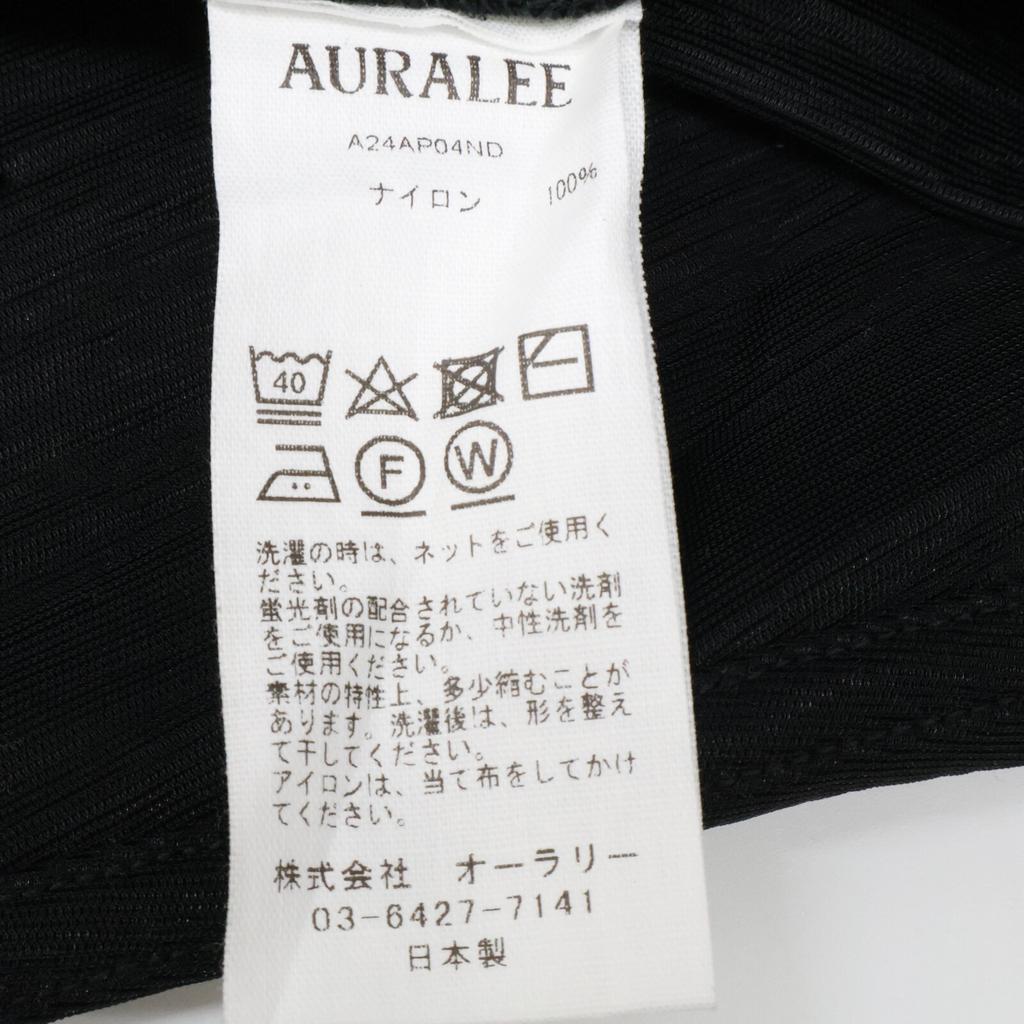 AURALEE
A24AP04ND
ナイロン 100%
40
F W
洗濯の時は、ネットをご使用く
ださい。
蛍光剤の配合されていない洗剤
をご使用になるか、中性洗剤を
ご使用ください。
素材の特性上、多少縮むことが
あります。洗濯後は、形を整え
て干してください。
アイロンは、当て布をしてかけ
てください。
株式会社 オーラリー
03-6427-7141
日本製